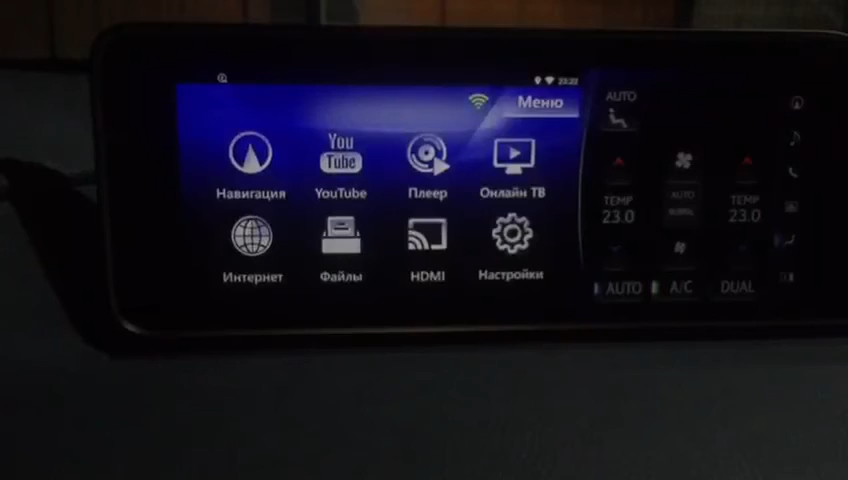 Меню
AUTO
You
Tube
Навигация
YouTube
Плеер
Онлайн ТВ
Интернет
Файлы
HDMI
Настройки
TEMP
23.0
AUTO
TEMP
23.0
AUTO
A/C
DUAL